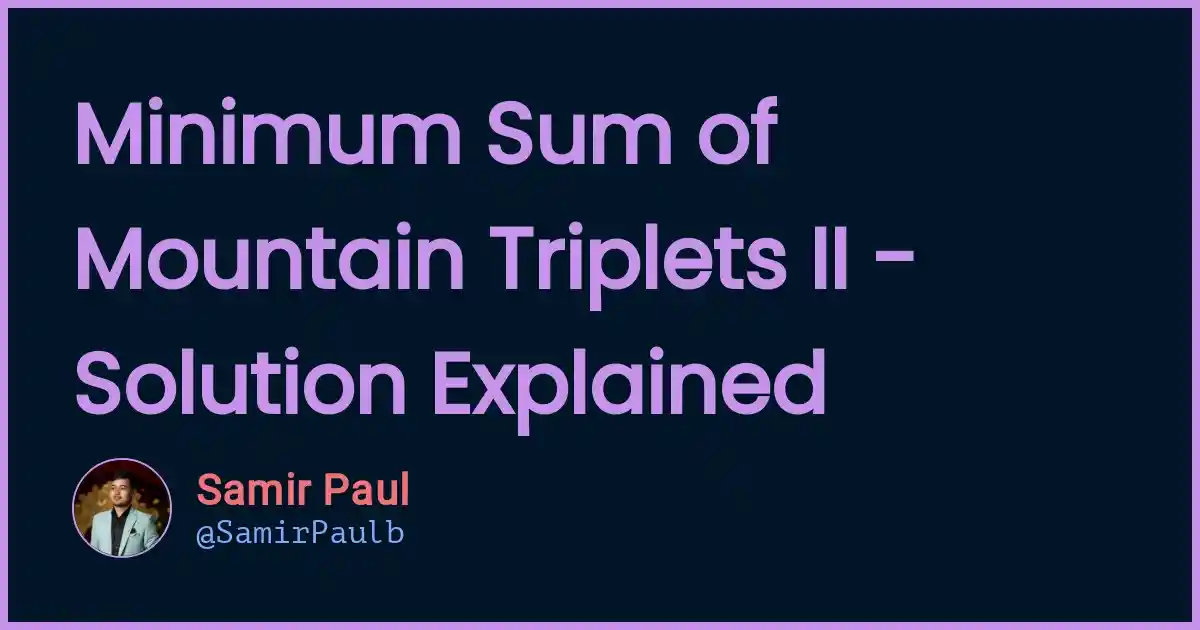 Minimum Sum of
Mountain Triplets II -
Solution Explained
Samir Paul
@SamirPaulb